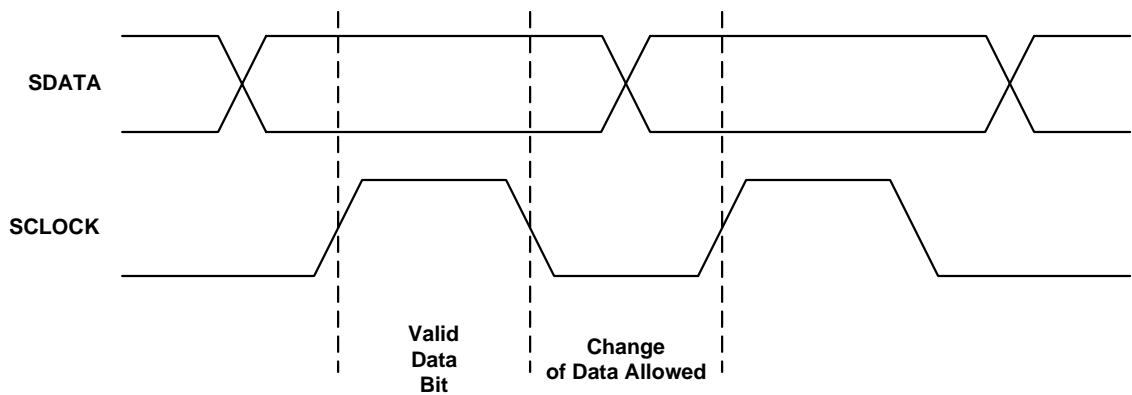 SDATA
SCLOCK
Valid
Data
Bit
Change
of Data Allowed